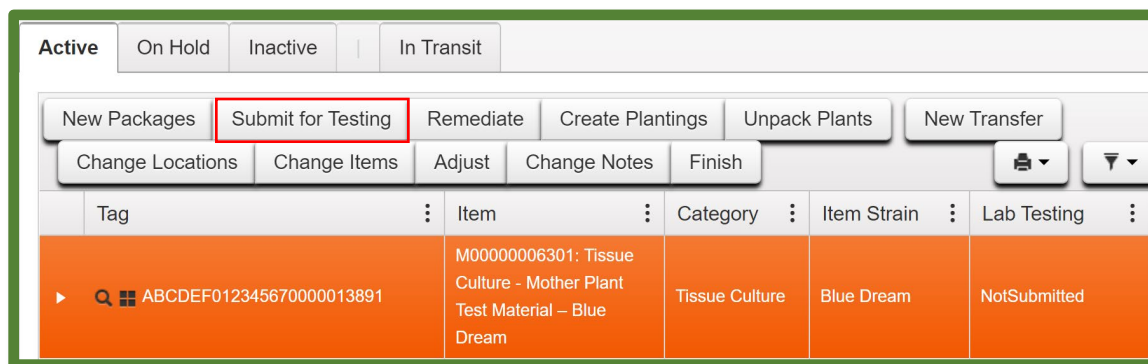 Active On Hold Inactive In Transit
New Packages Submit for Testing Remediate Create Plantings Unpack Plants New Transfer
Change Locations Change Items Adjust Change Notes Finish
Tag Item Category Item Strain Lab Testing
M00000006301: Tissue
Culture - Mother Plant
Test Material – Blue
Dream
ABCDEF012345670000013891
Tissue Culture
Blue Dream
NotSubmitted